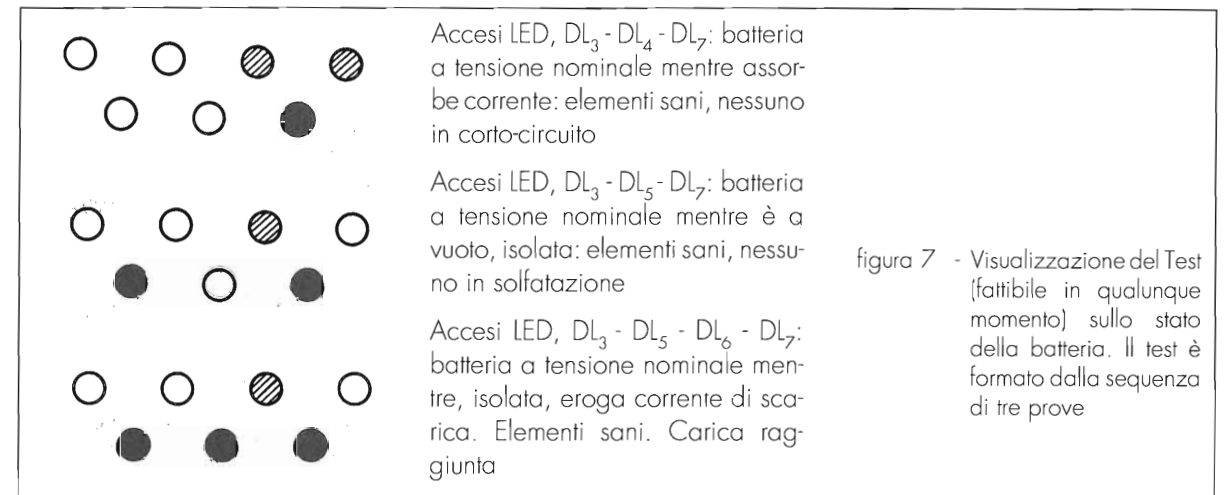 Accesi LED, DL₃ - DL₄ - DL₇: batteria
a tensione nominale mentre assor-
be corrente: elementi sani, nessuno
in corto-circuito
Accesi LED, DL₃ - DL₅ - DL₇: batteria
a tensione nominale mentre è a
vuoto, isolata: elementi sani, nessu-
no in solfatazione
Accesi LED, DL₃ - DL₅ - DL₆ - DL₇:
batteria a tensione nominale men-
tre, isolata, eroga corrente di sca-
rica. Elementi sani. Carica rag-
giunta
figura 7 - Visualizzazione del Test
(fattibile in qualunque
momento) sullo stato
della batteria. Il test è
formato dalla sequenza
di tre prove